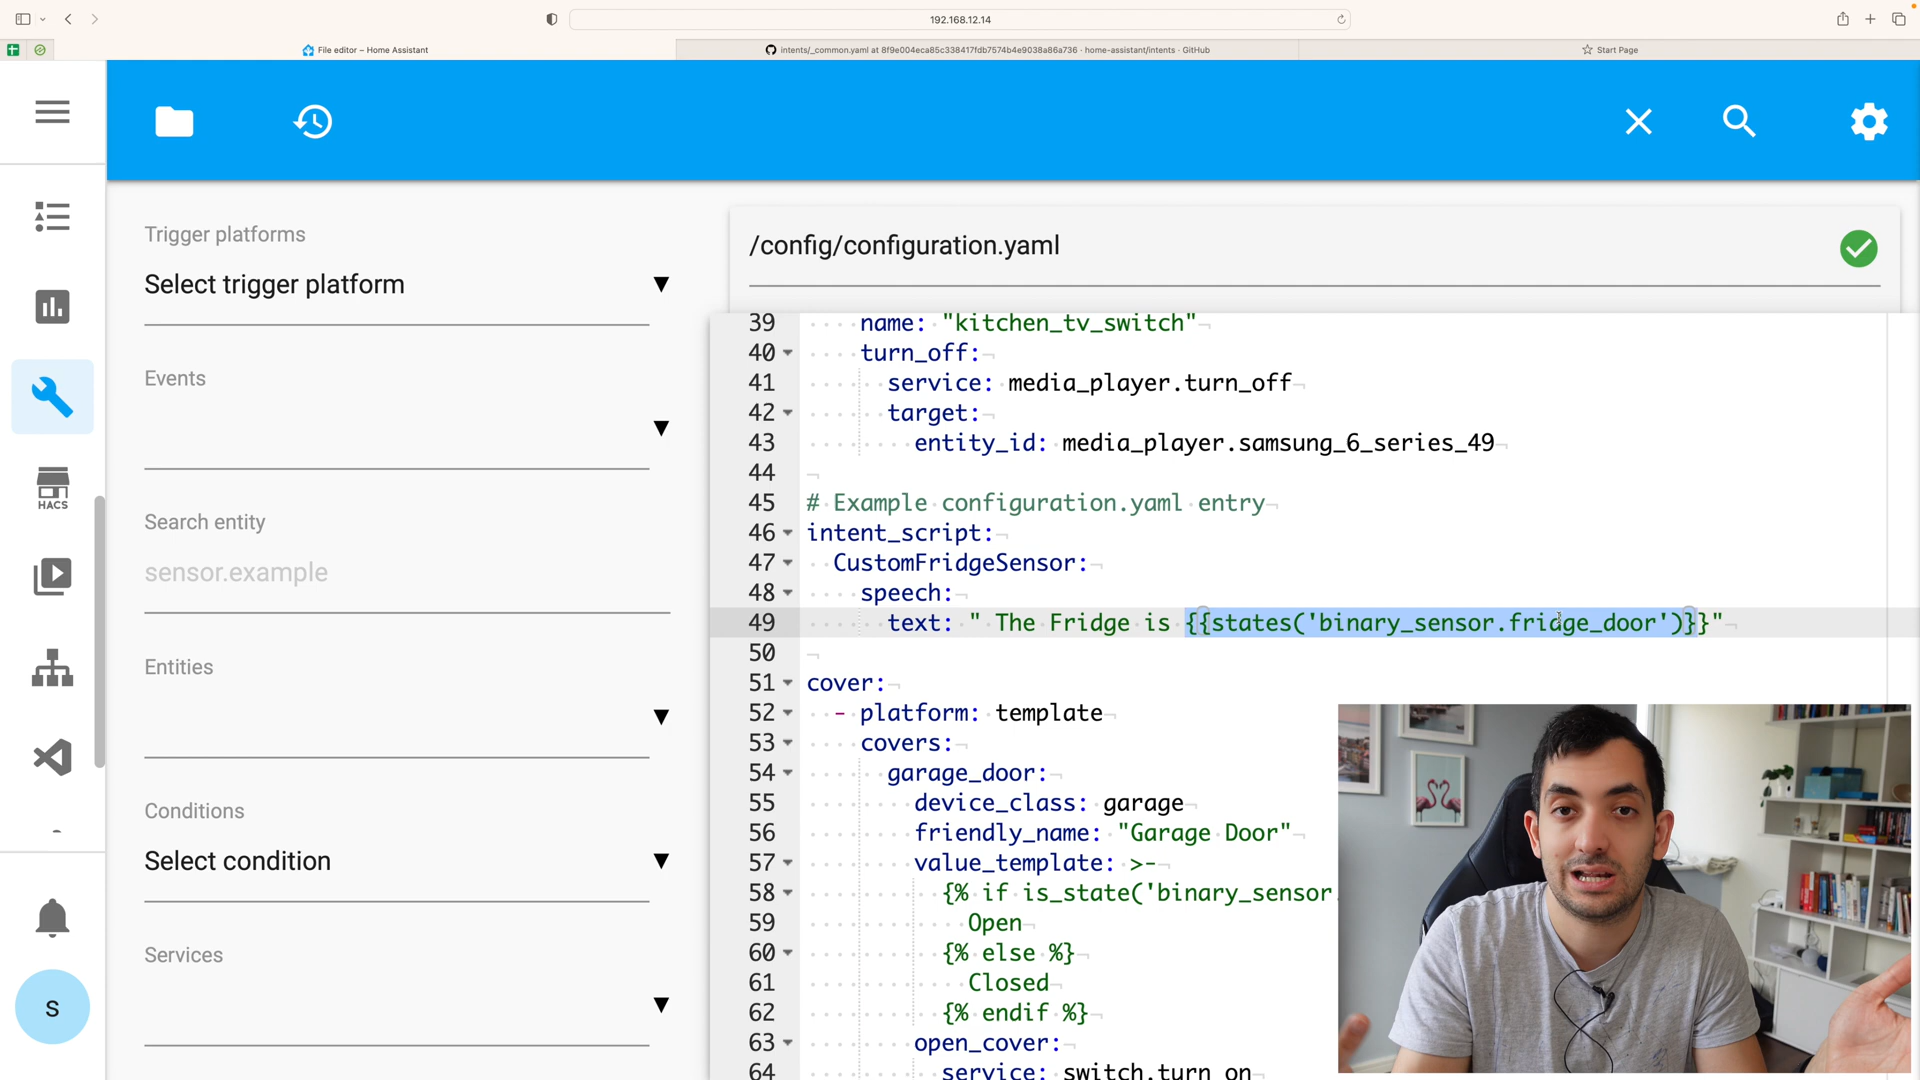 192.168.12.14
File editor – Home Assistant
intents/_common.yaml at 8f9e004eca85c338417fdb7574b4e9038a86a736 · home-assistant/intents · GitHub
Start Page
HACS
S
Trigger platforms
Select trigger platform
Events
Search entity
sensor.example
Entities
Conditions
Select condition
Services
/config/configuration.yaml
39 name: "kitchen_tv_switch"
40 turn_off:
41 service: media_player.turn_off
42 target:
43 entity_id: media_player.samsung_6_series_49
44
45 # Example configuration.yaml entry
46 intent_script:
47 CustomFridgeSensor:
48 speech:
49 text: " The Fridge is {{states('binary_sensor.fridge_door')}}"
50
51 cover:
52 - platform: template
53 covers:
54 garage_door:
55 device_class: garage
56 friendly_name: "Garage Door"
57 value_template: >-
58 {% if is_state('binary_sensor.
59 Open
60 {% else %}
61 Closed
62 {% endif %}
63 open_cover:
64 service: switch.turn_on